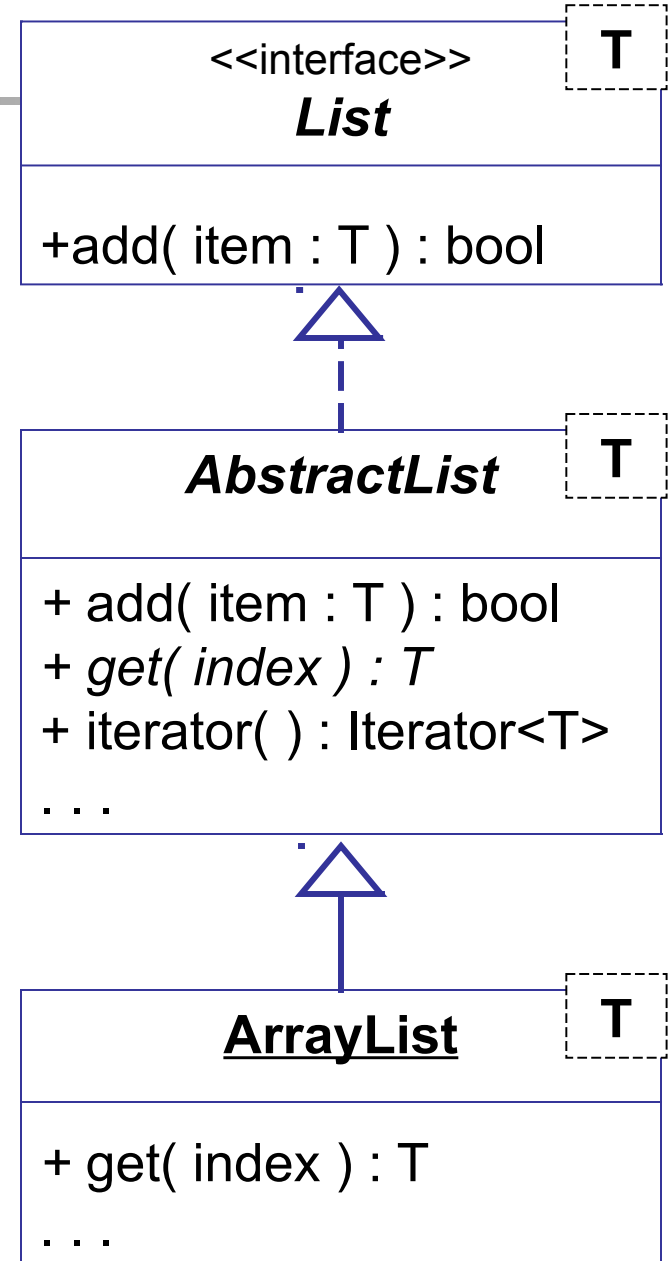 <<interface>>
T
List
+add( item : T ) : bool
AbstractList
T
+ add( item : T ) : bool
+ get( index ) : T
+ iterator( ) : Iterator<T>
. . .
ArrayList
T
+ get( index ) : T
. . .